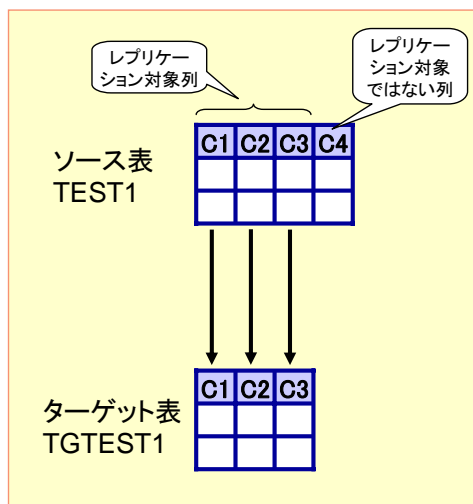 レプリケー
ション対象列
レプリケー
ション対象
ではない列
C1 C2 C3 C4
ソース表
TEST1
C1 C2 C3
ターゲット表
TGTEST1